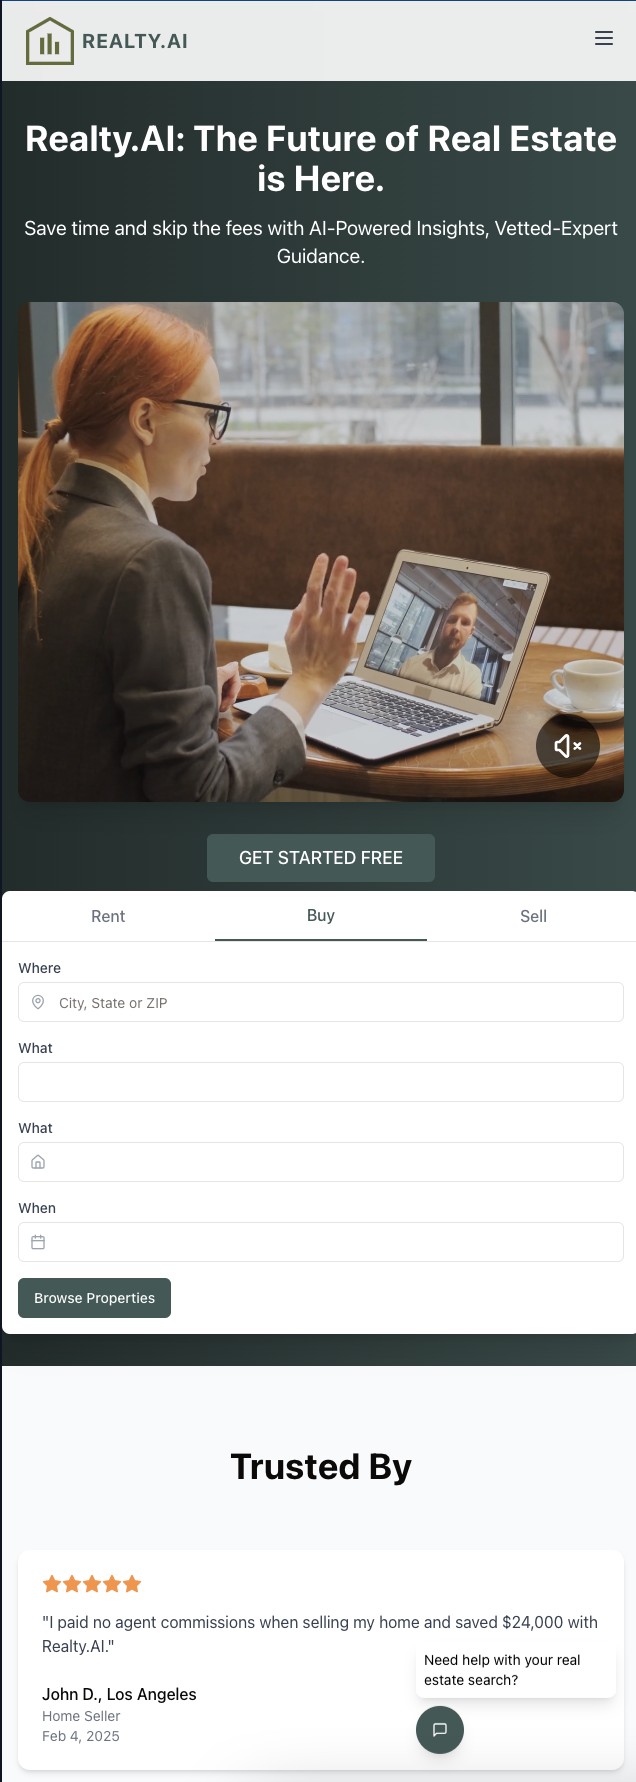 REALTY.AI
Realty.AI: The Future of Real Estate
is Here.
Save time and skip the fees with AI-Powered Insights, Vetted-Expert
Guidance.
GET STARTED FREE
Rent
Buy
Sell
Where
City, State or ZIP
What
What
When
Browse Properties
Trusted By
"I paid no agent commissions when selling my home and saved $24,000 with
Realty.AI."
Need help with your real
estate search?
John D., Los Angeles
Home Seller
Feb 4, 2025